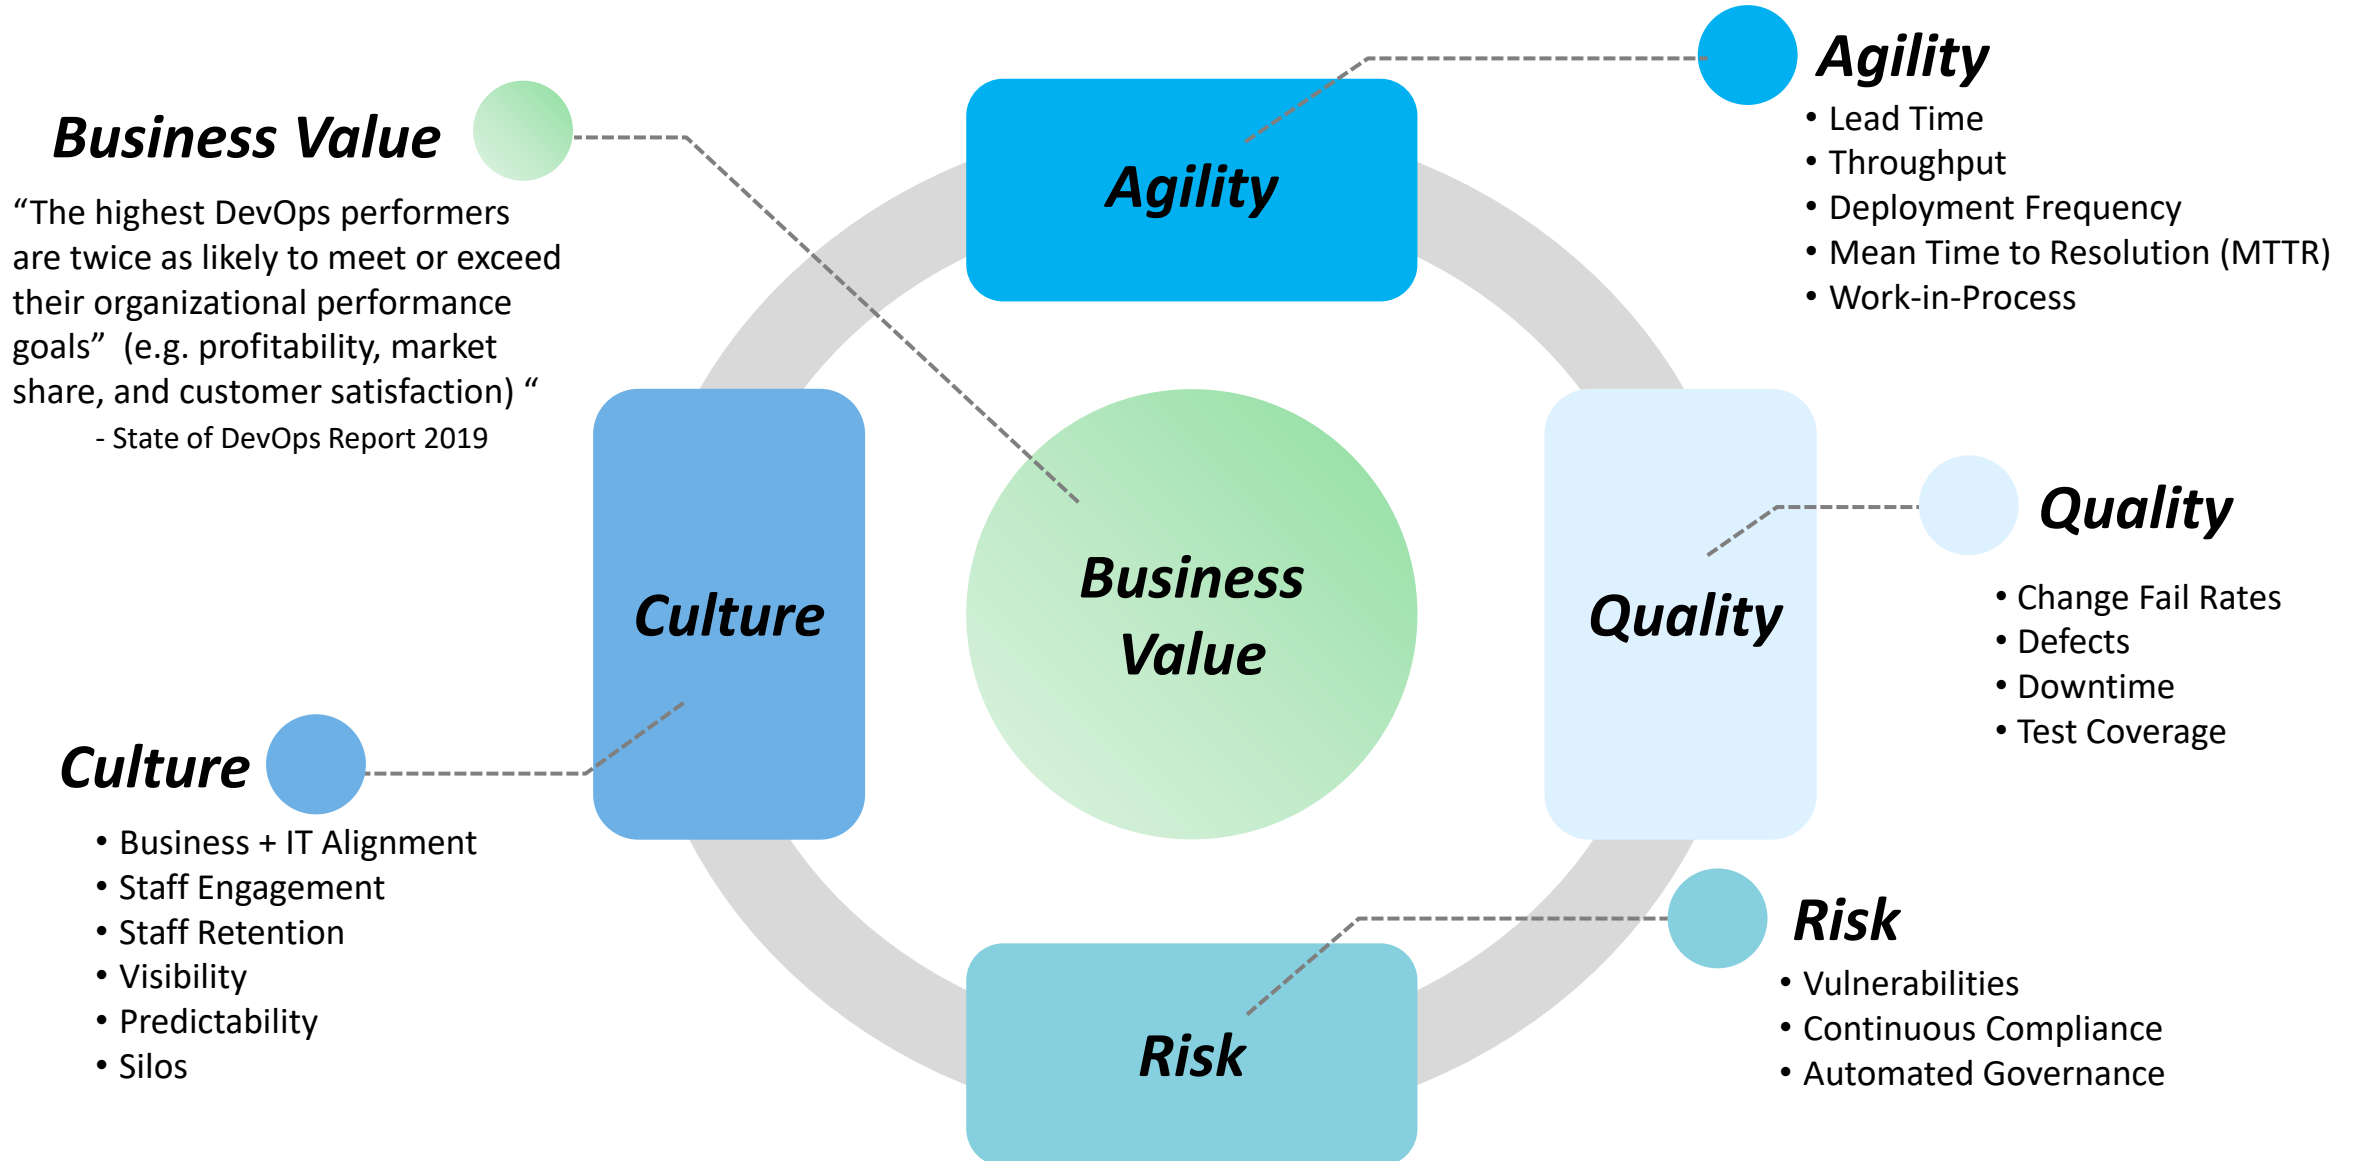 Business Value
“The highest DevOps performers
are twice as likely to meet or exceed
their organizational performance
goals”  (e.g. profitability, market
share, and customer satisfaction) “
- State of DevOps Report 2019
Agility
Agility
• Lead Time
• Throughput
• Deployment Frequency
• Mean Time to Resolution (MTTR)
• Work-in-Process
Culture
Business
Value
Quality
Quality
• Change Fail Rates
• Defects
• Downtime
• Test Coverage
Culture
• Business + IT Alignment
• Staff Engagement
• Staff Retention
• Visibility
• Predictability
• Silos
Risk
Risk
• Vulnerabilities
• Continuous Compliance
• Automated Governance